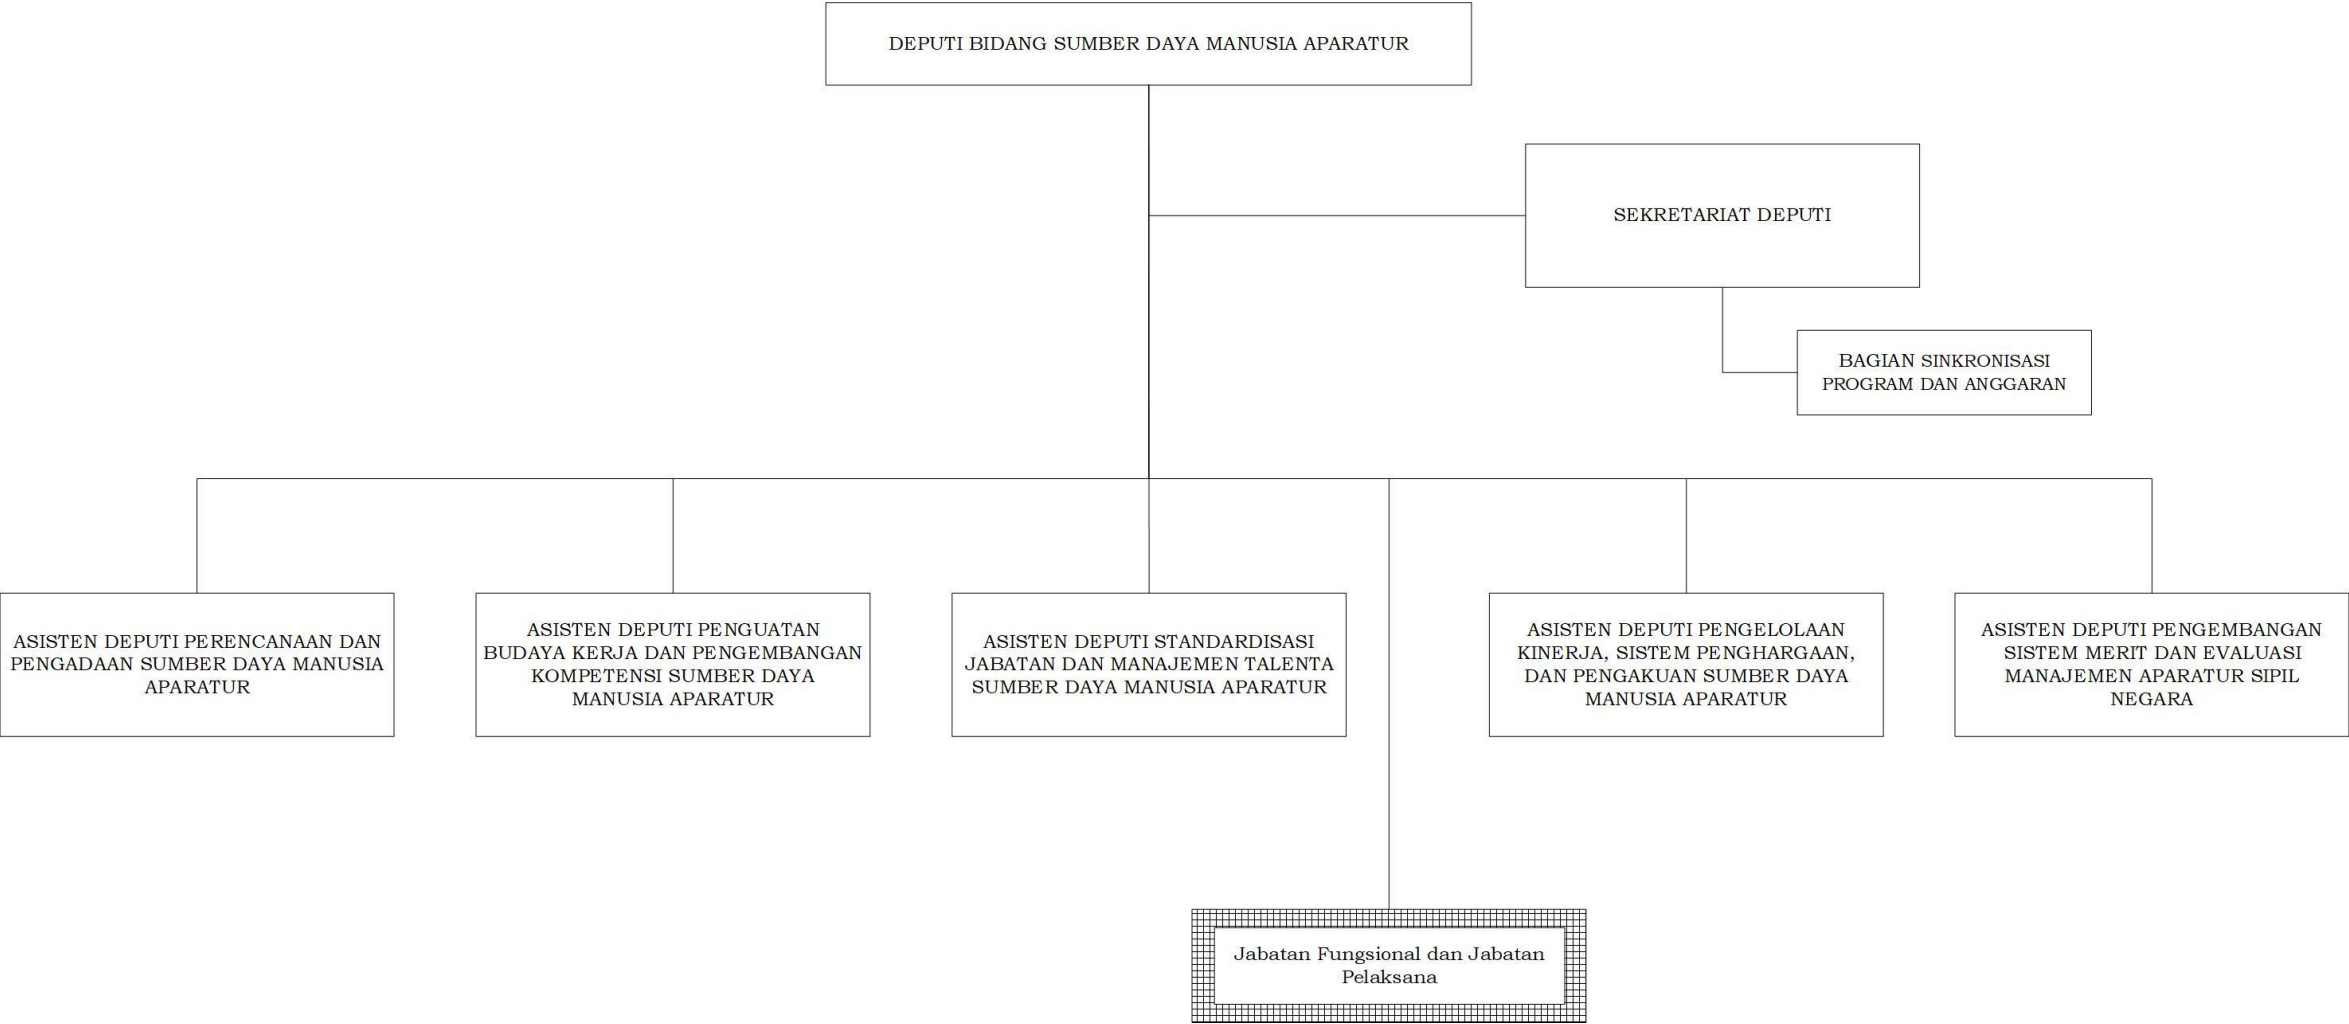 DEPUTI BIDANG SUMBER DAYA MANUSIA APARATUR
SEKRETARIAT DEPUTI
BAGIAN SINKRONISASI
PROGRAM DAN ANGGARAN
ASISTEN DEPUTI PERENCANAAN DAN
PENGADAAN SUMBER DAYA MANUSIA
APARATUR
ASISTEN DEPUTI PENGUATAN
BUDAYA KERJA DAN PENGEMBANGAN
KOMPETENSI SUMBER DAYA
MANUSIA APARATUR
ASISTEN DEPUTI STANDARDISASI
JABATAN DAN MANAJEMEN TALENTA
SUMBER DAYA MANUSIA APARATUR
ASISTEN DEPUTI PENGELOLAAN
KINERJA, SISTEM PENGHARGAAN,
DAN PENGAKUAN SUMBER DAYA
MANUSIA APARATUR
ASISTEN DEPUTI PENGEMBANGAN
SISTEM MERIT DAN EVALUASI
MANAJEMEN APARATUR SIPIL
NEGARA
Jabatan Fungsional dan Jabatan
Pelaksana